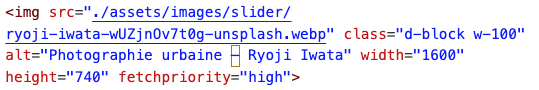 <img src="./assets/images/slider/
ryoji-iwata-wUZjnOv7t0g-unsplash.webp" class="d-block w-100"
alt="Photographie urbaine – Ryoji Iwata" width="1600"
height="740" fetchpriority="high">